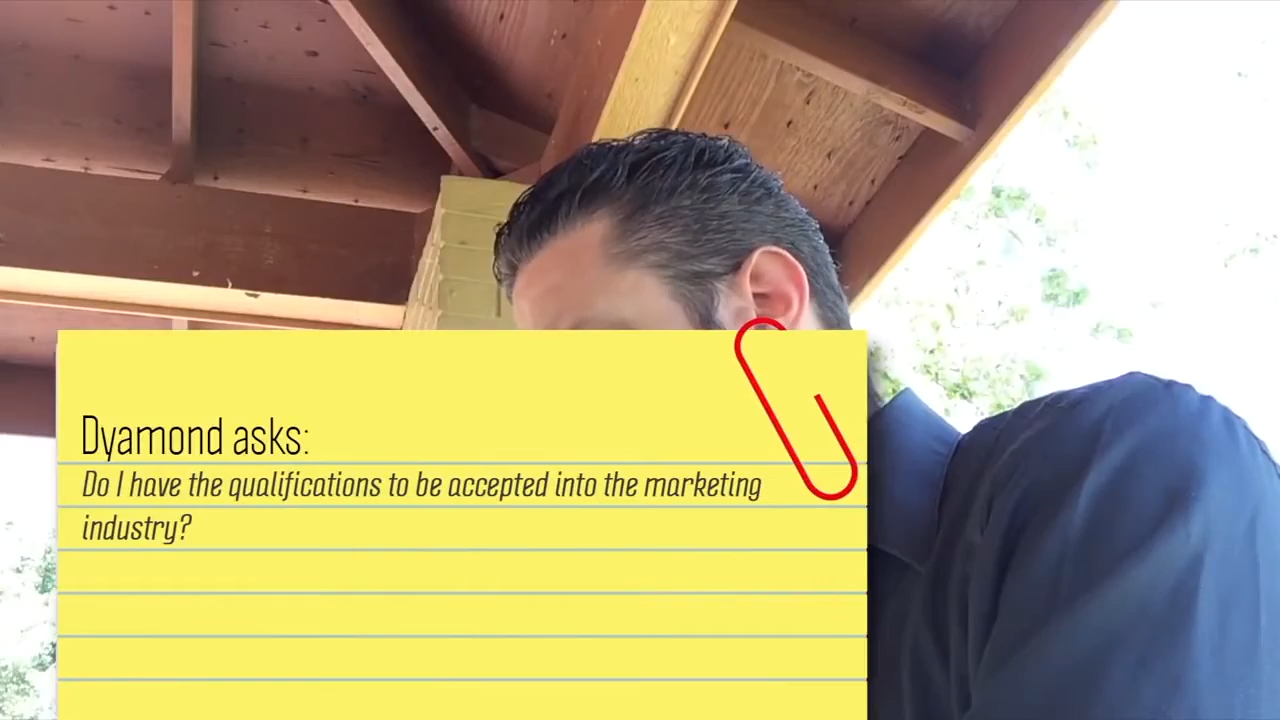 Dyamond asks:
Do I have the qualifications to be accepted into the marketing
industry?